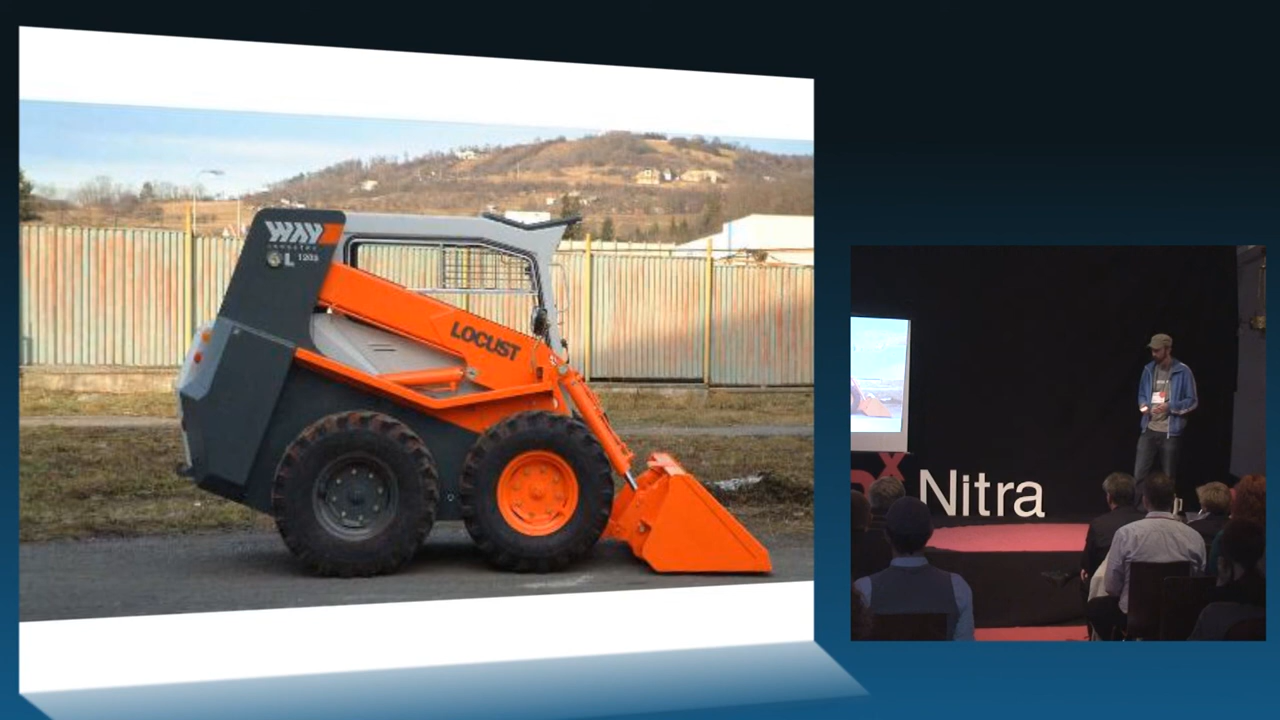 WAY
industry
L 1203
LOCUST
x
Nitra